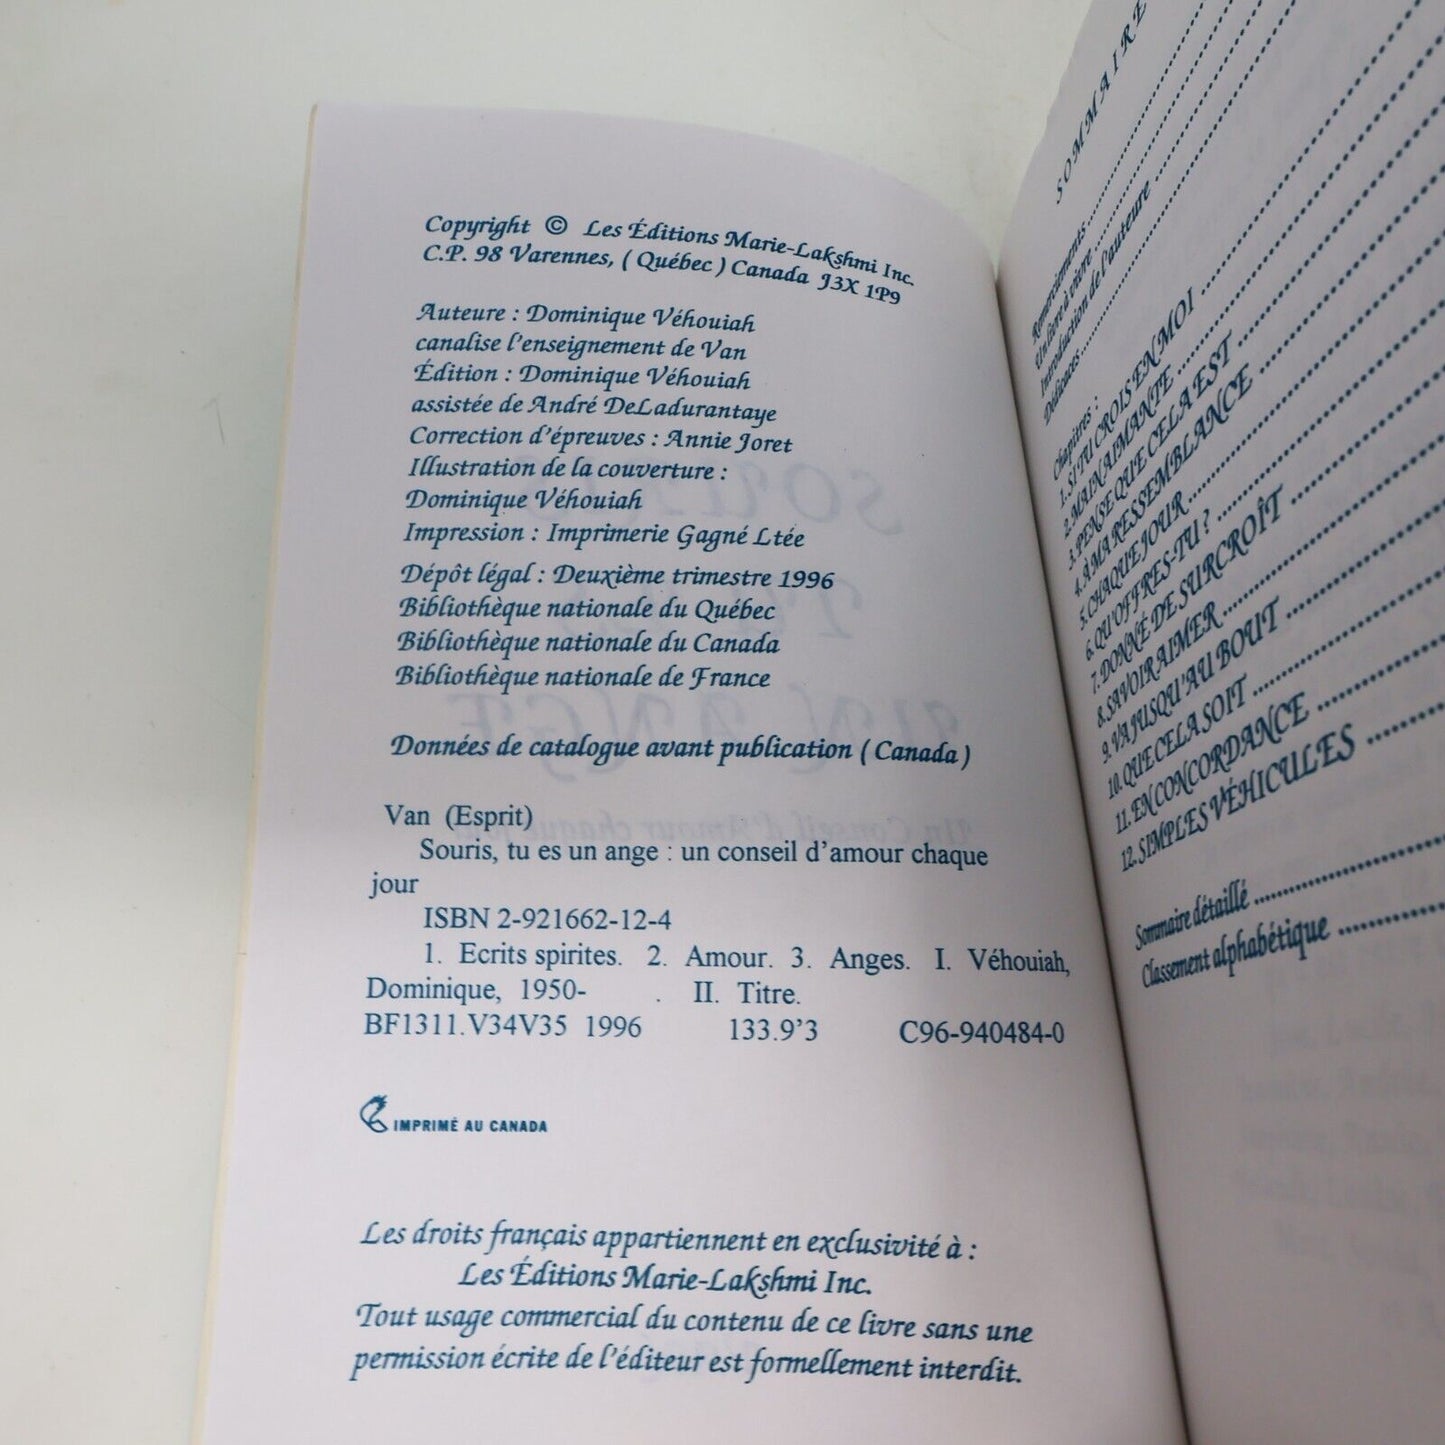 Copyright © Les Éditions Marie-Lakshmi Inc.
C.P. 98 Varennes, ( Québec ) Canada J3X 1P9
Auteure : Dominique Véhouiah
canalise l'enseignement de Van
Édition : Dominique Véhouiah
assistée de André DeLadurantaye
Correction d'épreuves : Annie Joret
Illustration de la couverture :
Dominique Véhouiah
Impression : Imprimerie Gagné Ltée
Dépôt légal : Deuxième trimestre 1996
Bibliothèque nationale du Québec
Bibliothèque nationale du Canada
Bibliothèque nationale de France
Données de catalogue avant publication ( Canada )
Van (Esprit)
Souris, tu es un ange : un conseil d'amour chaque
jour
ISBN 2-921662-12-4
1. Ecrits spirites. 2. Amour. 3. Anges. I. Véhouiah,
Dominique, 1950- . II. Titre.
BF1311.V34V35 1996 133.9'3 C96-940484-0
IMPRIMÉ AU CANADA
Les droits français appartiennent en exclusivité à :
Les Éditions Marie-Lakshmi Inc.
Tout usage commercial du contenu de ce livre sans une
permission écrite de l'éditeur est formellement interdit.
SOMMAIRE
Remerciements
Un livre à vivre
Introduction de l'auteure
Dédicaces
Chapitres :
1. SI TU CROIS EN MOI
2. MAIN AIMANTE
3. PENSE QUE CELA EST
4. À MA RESSEMBLANCE
5. CHAQUE JOUR
6. QU'OFFRES-TU ?
7. DONNÉ DE SURCROÎT
8. SAVOIR AIMER
9. VA JUSQU'AU BOUT
10. QUE CELA SOIT
11. EN CONCORDANCE
12. SIMPLES VÉHICULES
Sommaire détaillé
Classement alphabétique